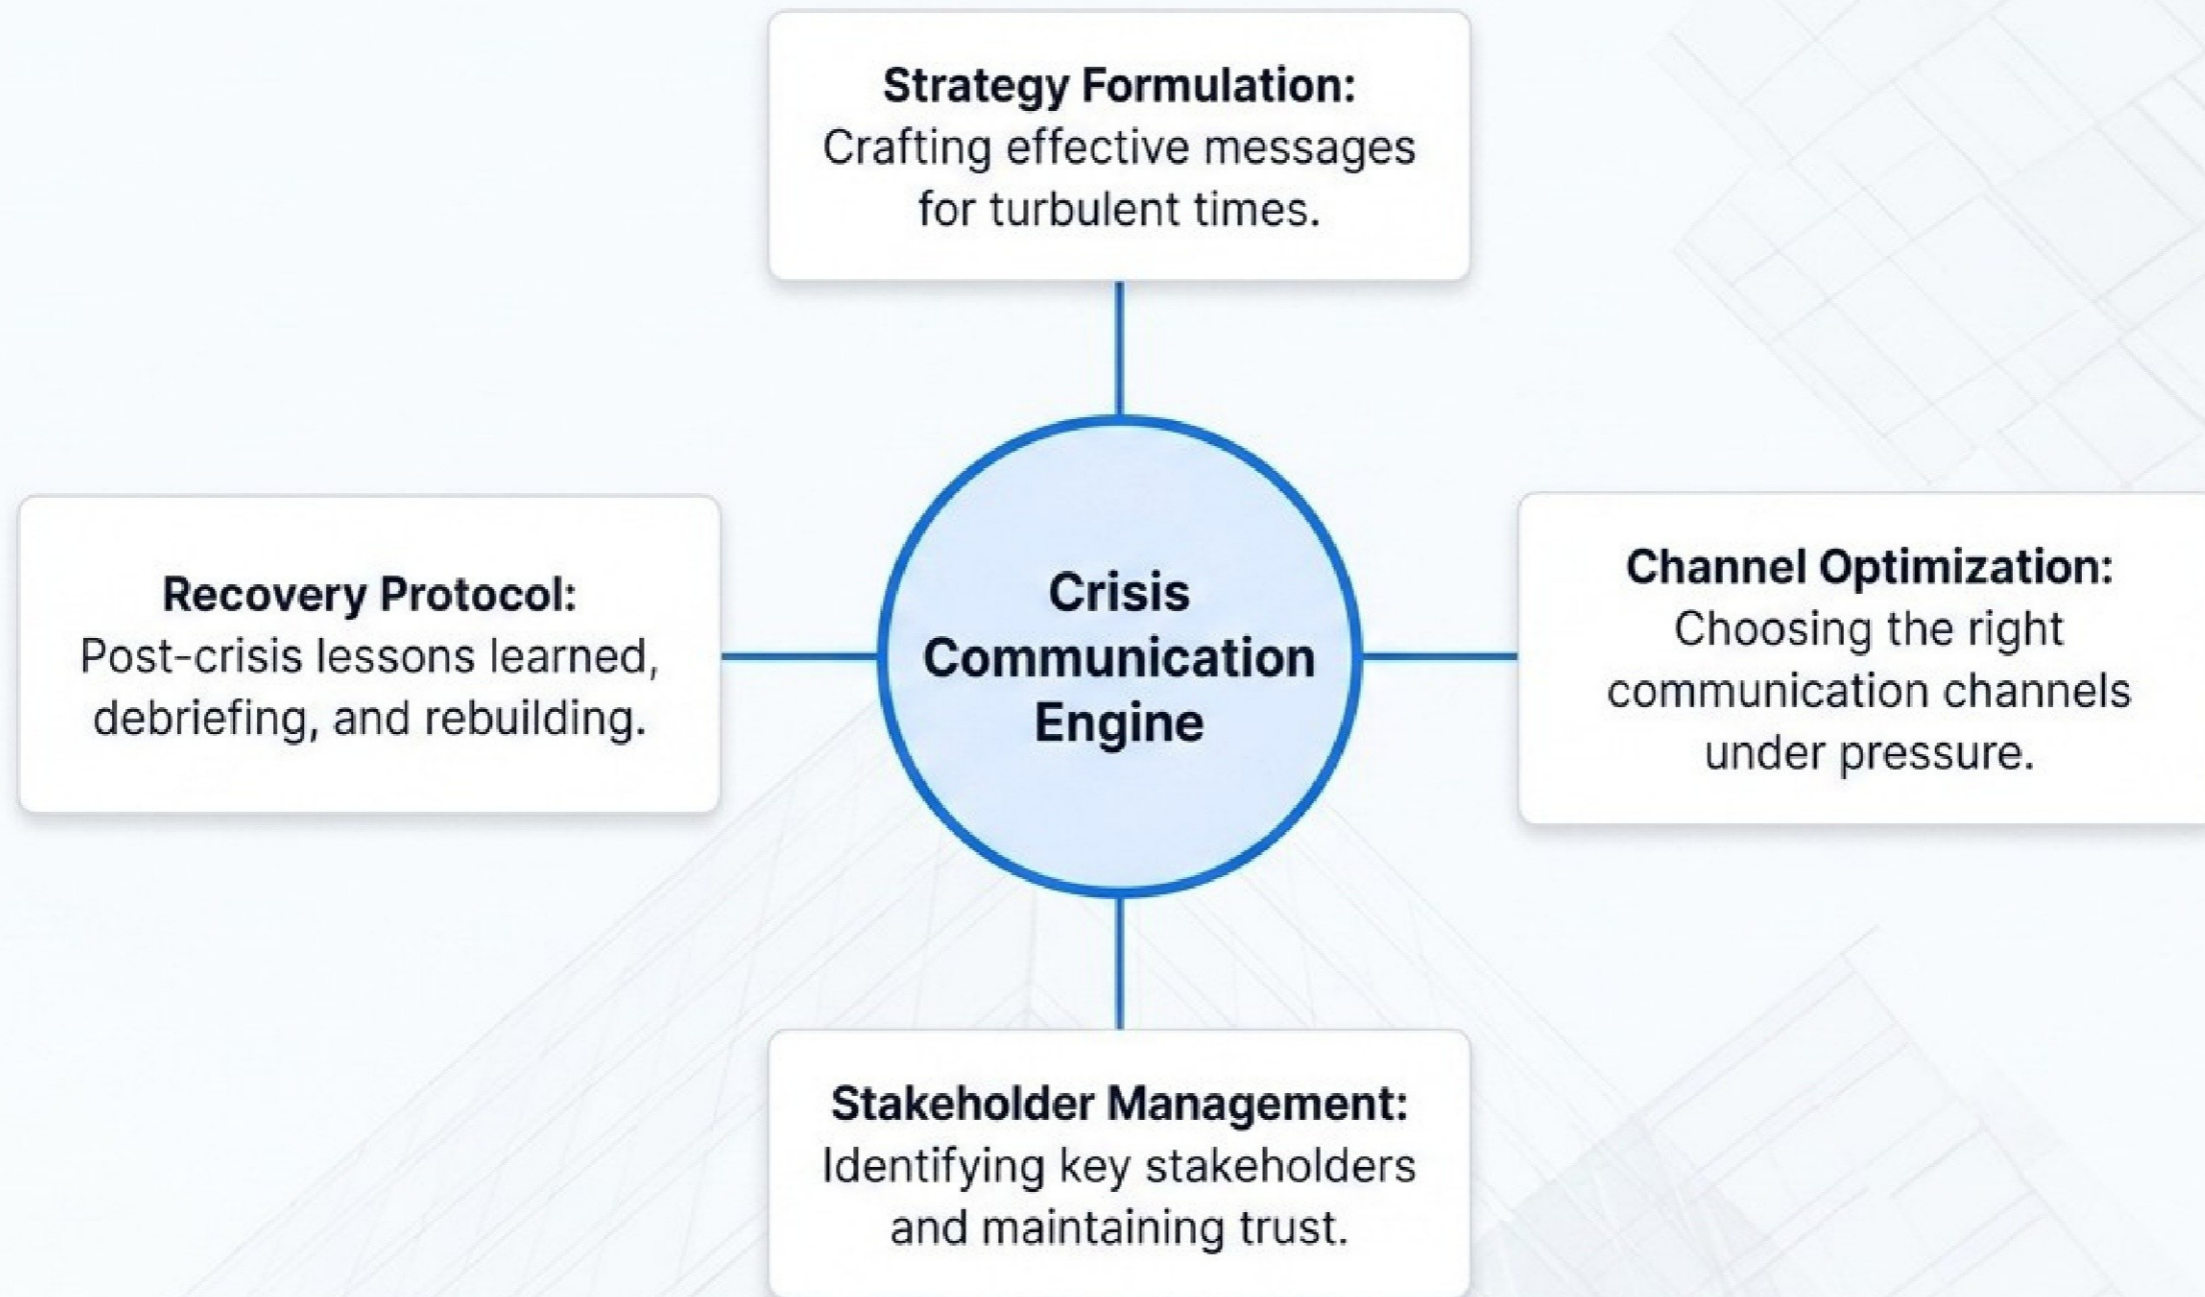 Strategy Formulation:
Crafting effective messages
for turbulent times.
Recovery Protocol:
Post-crisis lessons learned,
debriefing, and rebuilding.
Crisis
Communication
Engine
Channel Optimization:
Choosing the right
communication channels
under pressure.
Stakeholder Management:
Identifying key stakeholders
and maintaining trust.